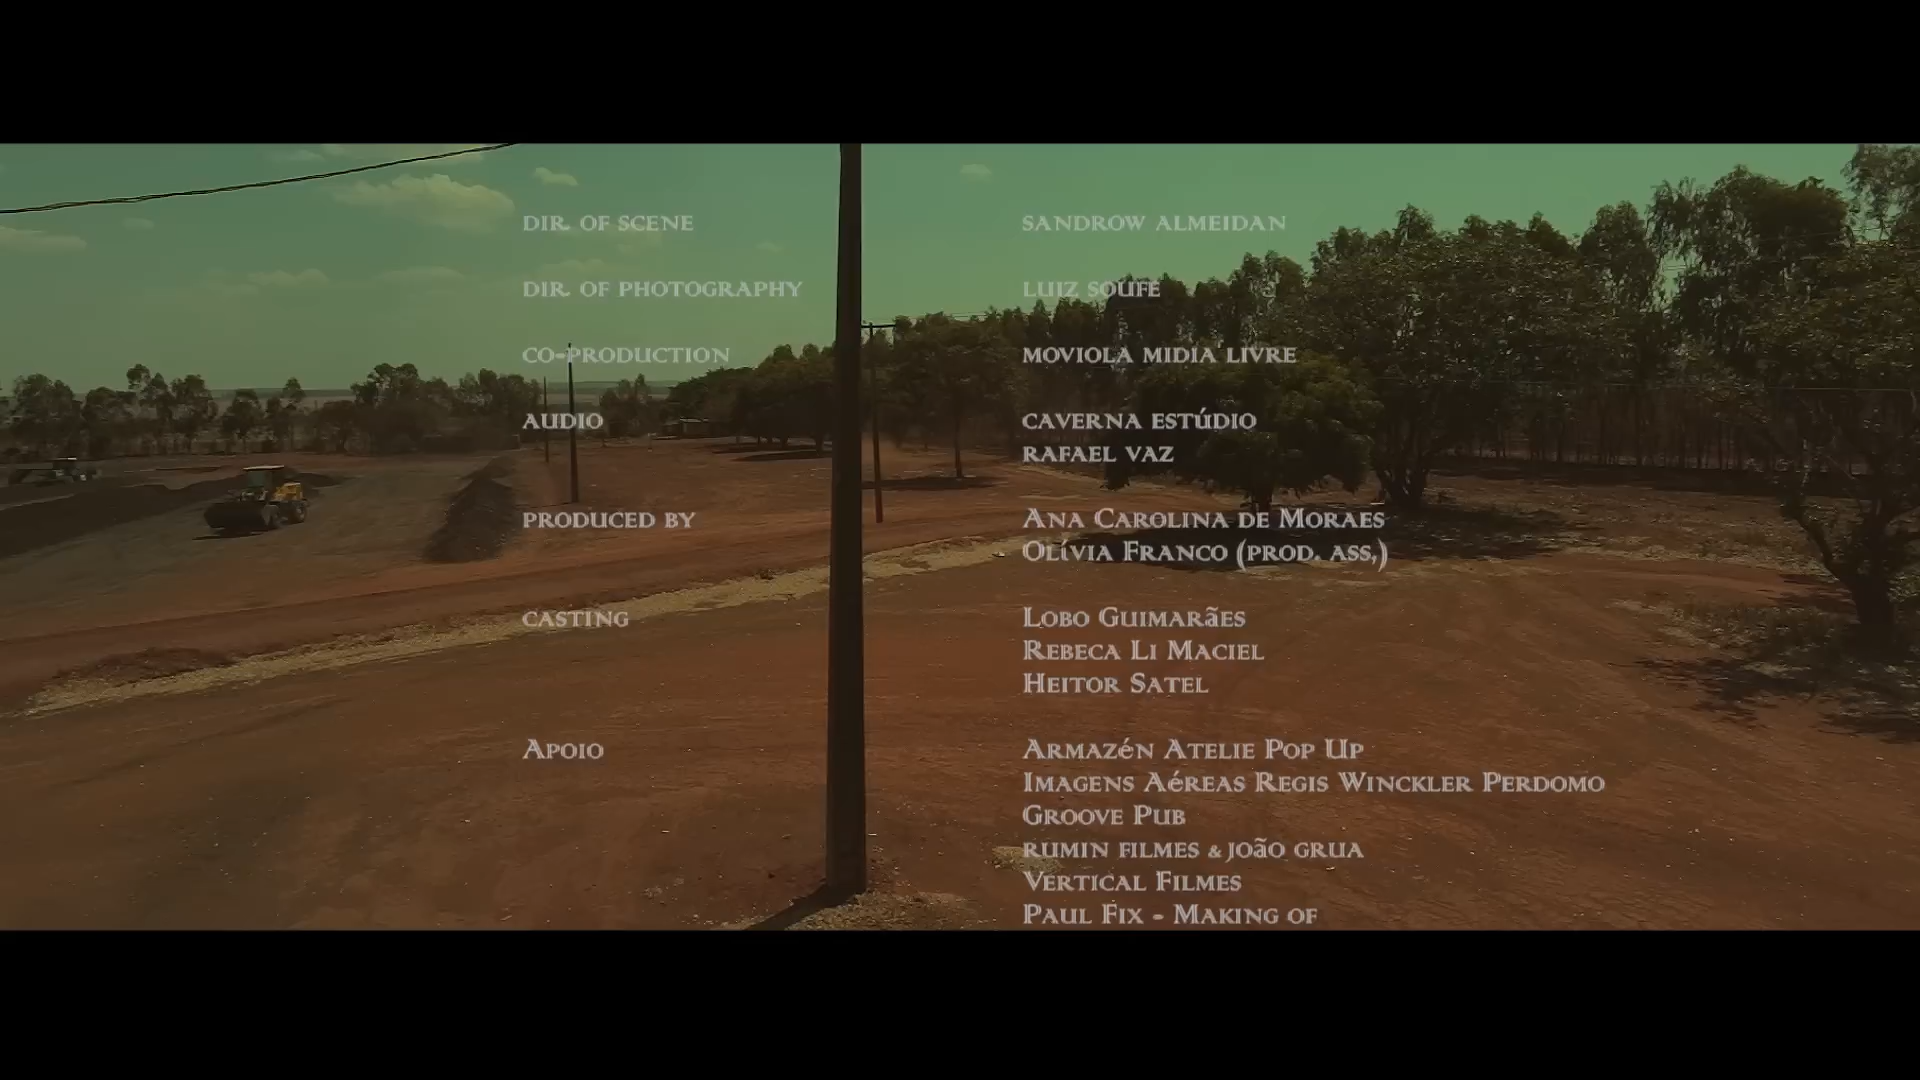 DIR. OF SCENE SANDROW ALMEIDAN
DIR. OF PHOTOGRAPHY LUIZ SOUFE
CO-PRODUCTION MOVIOLA MIDIA LIVRE
AUDIO CAVERNA ESTÚDIO
RAFAEL VAZ
PRODUCED BY ANA CAROLINA DE MORAES
OLÍVIA FRANCO (PROD. ASS,)
CASTING LOBO GUIMARÃES
REBECA LI MACIEL
HEITOR SATEL
APOIO ARMAZÉN ATELIE POP UP
IMAGENS AÉREAS REGIS WINCKLER PERDOMO
GROOVE PUB
RUMIN FILMES & JOÃO GRUA
VERTICAL FILMES
PAUL FIX - MAKING OF